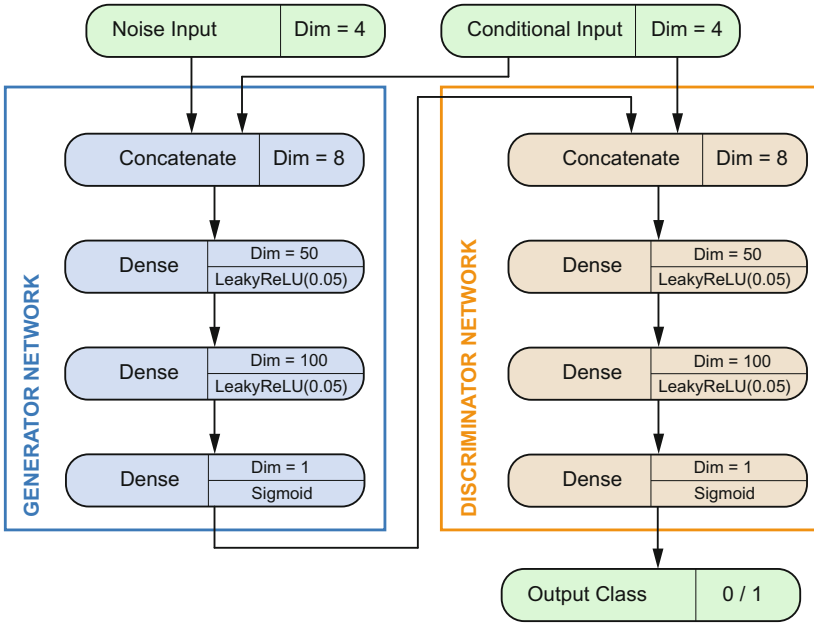 Noise Input Dim = 4
Conditional Input Dim = 4
GENERATOR NETWORK
Concatenate Dim = 8
Dense Dim = 50
LeakyReLU(0.05)
Dense Dim = 100
LeakyReLU(0.05)
Dense Dim = 1
Sigmoid
DISCRIMINATOR NETWORK
Concatenate Dim = 8
Dense Dim = 50
LeakyReLU(0.05)
Dense Dim = 100
LeakyReLU(0.05)
Dense Dim = 1
Sigmoid
Output Class 0 / 1